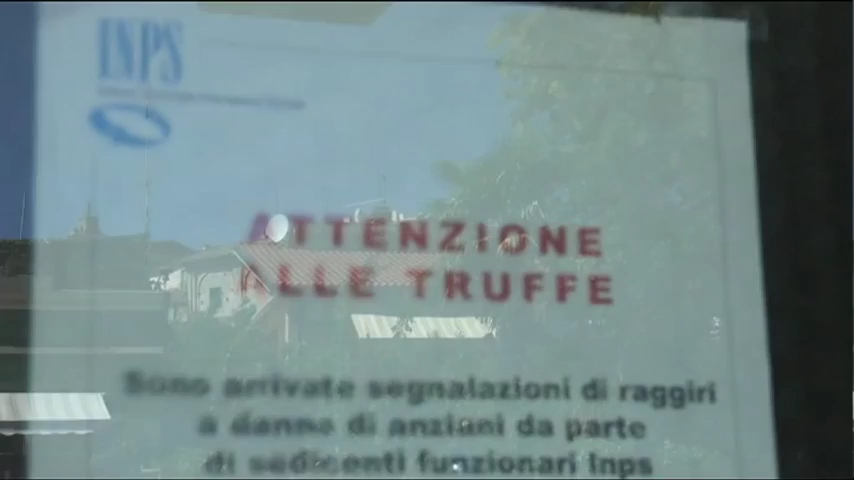 INPS
ATTENZIONE
ALLE TRUFFE
Sono arrivate segnalazioni di raggiri
a danno di anziani da parte
di sedicenti funzionari Inps